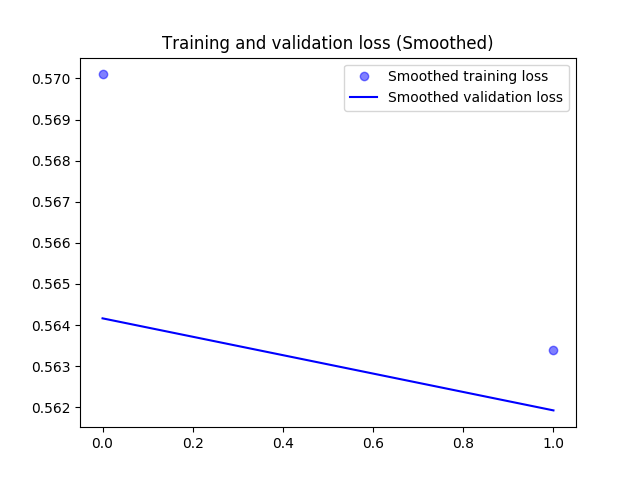 Training and validation loss (Smoothed)
Smoothed training loss
Smoothed validation loss
0.570
0.569
0.568
0.567
0.566
0.565
0.564
0.563
0.562
0.0 0.2 0.4 0.6 0.8 1.0